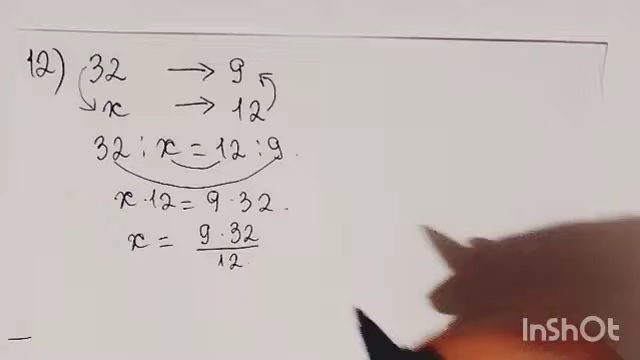 12) 32 → 9
x → 12
32 : x = 12 : 9.
x · 12 = 9 · 32.
x = 9 · 32 / 12
InShOt